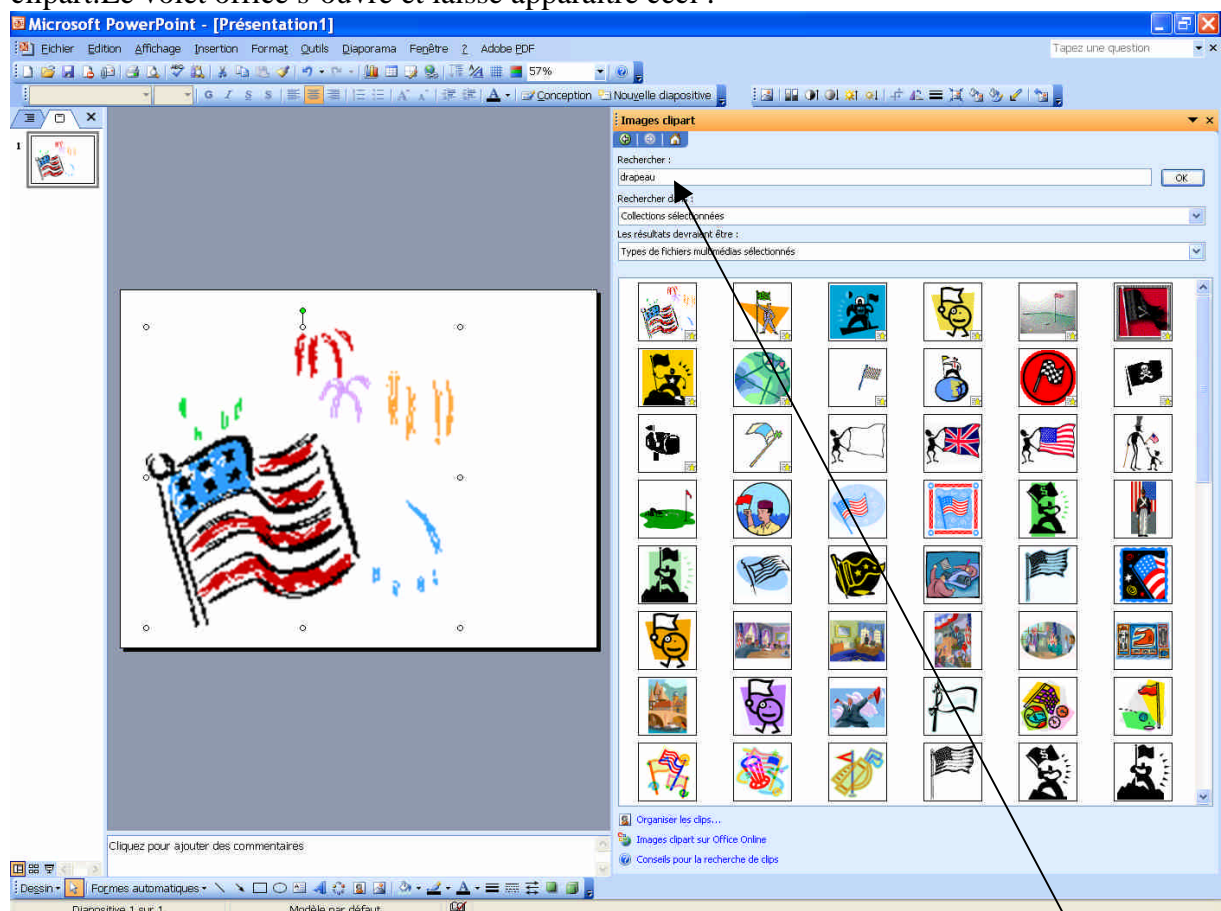 clipart.Le volet office s'ouvre et laisse apparaître ceci :
Microsoft PowerPoint - [Présentation1]
Fichier Edition Affichage Insertion Format Outils Diaporama Fenêtre ? Adobe PDF
Tapez une question
57%
G I S S
A
Conception
Nouvelle diapositive
Images clipart
1
Rechercher :
drapeau
OK
Rechercher dans :
Collections sélectionnées
Les résultats devraient être :
Types de fichiers multimédias sélectionnés
Organiser les clips...
Images clipart sur Office Online
Conseils pour la recherche de clips
Cliquez pour ajouter des commentaires
Dessin
Formes automatiques
A
Diapositive 1 sur 1
Modèle par défaut